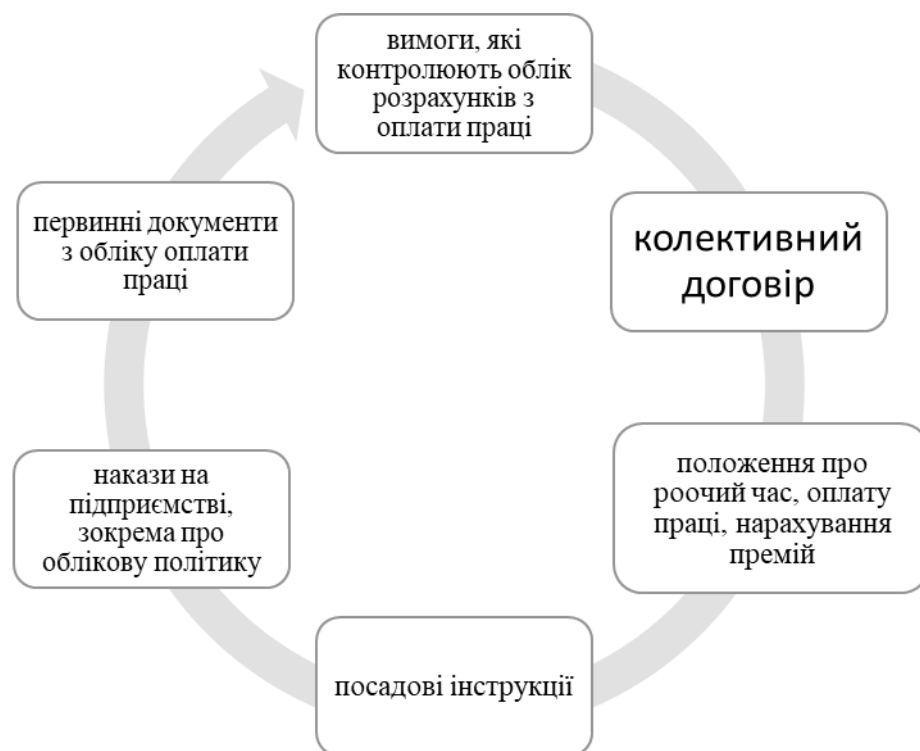 вимоги, які
контролюють облік
розрахунків з
оплати праці
колективний
договір
положення про
роочий час, оплату
праці, нарахування
премій
посадові інструкції
накази на
підприємстві,
зокрема про
облікову політику
первинні документи
з обліку оплати
праці